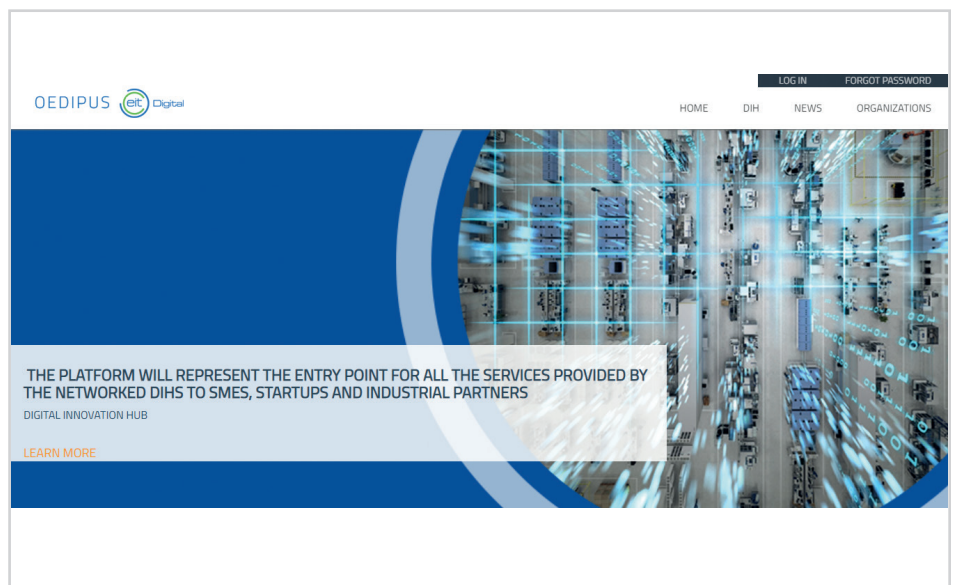 LOG IN FORGOT PASSWORD
OEDIPUS eit Digital
HOME DIH NEWS ORGANIZATIONS
THE PLATFORM WILL REPRESENT THE ENTRY POINT FOR ALL THE SERVICES PROVIDED BY
THE NETWORKED DIHS TO SMES, STARTUPS AND INDUSTRIAL PARTNERS
DIGITAL INNOVATION HUB
LEARN MORE